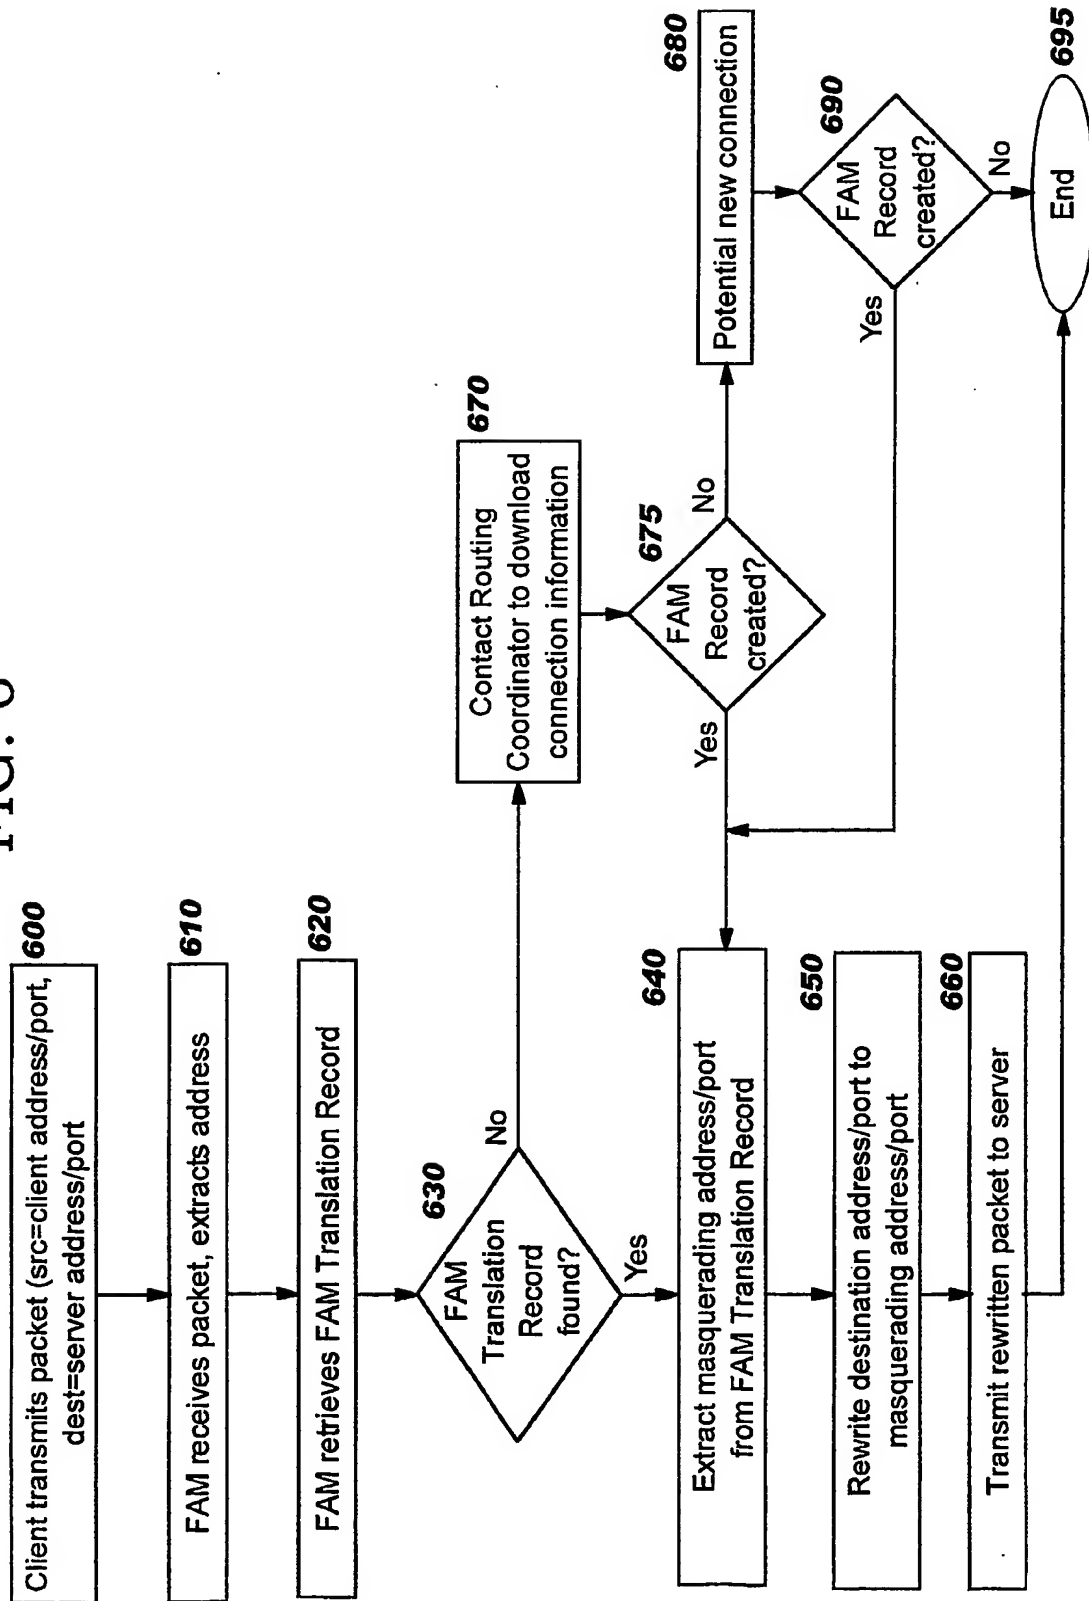 FIG. 6
Client transmits packet (src=client address/port,
dest=server address/port
600
FAM receives packet, extracts address
610
FAM retrieves FAM Translation Record
620
FAM
Translation
Record
found?
630
No
Yes
Extract masquerading address/port
from FAM Translation Record
640
Rewrite destination address/port to
masquerading address/port
650
Transmit rewritten packet to server
660
Contact Routing
Coordinator to download
connection information
670
FAM
Record
created?
675
Yes
No
Potential new connection
680
FAM
Record
created?
690
Yes
No
End
695